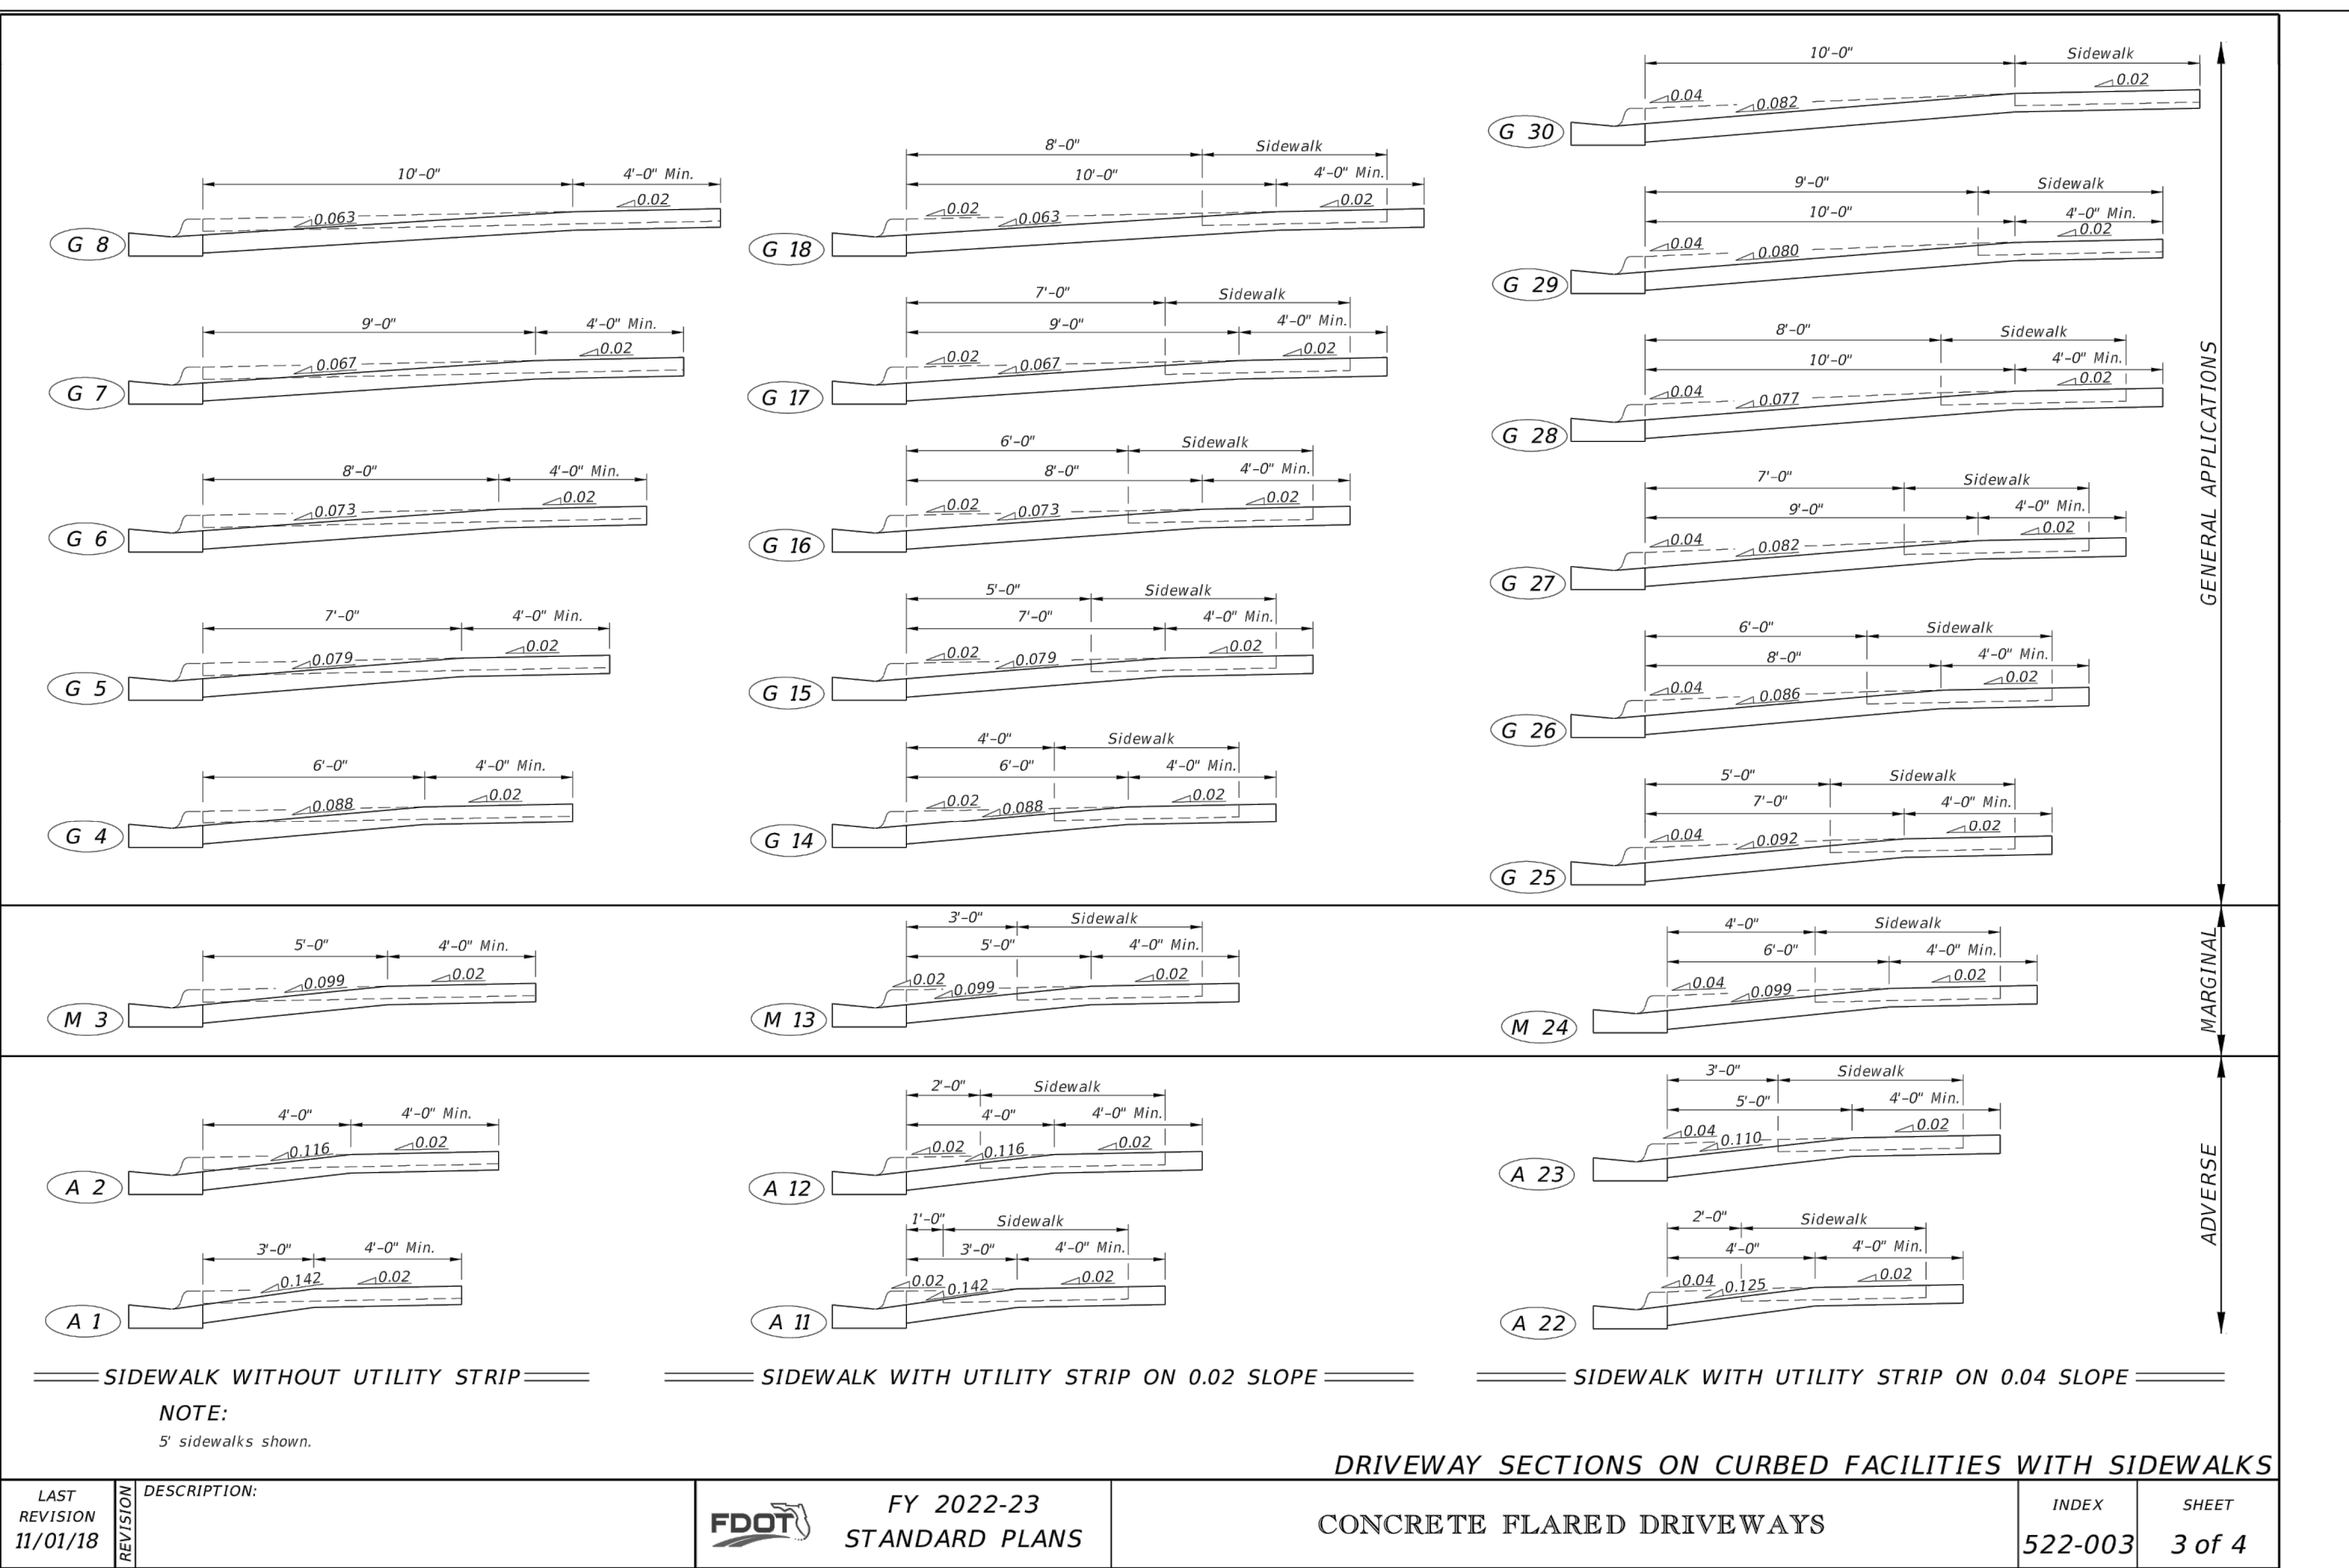 10'-0" 4'-0" Min.
0.063 0.02
G 8
9'-0" 4'-0" Min.
0.067 0.02
G 7
8'-0" 4'-0" Min.
0.073 0.02
G 6
7'-0" 4'-0" Min.
0.079 0.02
G 5
6'-0" 4'-0" Min.
0.088 0.02
G 4
5'-0" 4'-0" Min.
0.099 0.02
M 3
4'-0" 4'-0" Min.
0.116 0.02
A 2
3'-0" 4'-0" Min.
0.142 0.02
A 1
SIDEWALK WITHOUT UTILITY STRIP
8'-0" Sidewalk
10'-0" 4'-0" Min.
0.02 0.063 0.02
G 18
7'-0" Sidewalk
9'-0" 4'-0" Min.
0.02 0.067 0.02
G 17
6'-0" Sidewalk
8'-0" 4'-0" Min.
0.02 0.073 0.02
G 16
5'-0" Sidewalk
7'-0" 4'-0" Min.
0.02 0.079 0.02
G 15
4'-0" Sidewalk
6'-0" 4'-0" Min.
0.02 0.088 0.02
G 14
3'-0" Sidewalk
5'-0" 4'-0" Min.
0.02 0.099 0.02
M 13
2'-0" Sidewalk
4'-0" 4'-0" Min.
0.02 0.116 0.02
A 12
1'-0" Sidewalk
3'-0" 4'-0" Min.
0.02 0.142 0.02
A 11
SIDEWALK WITH UTILITY STRIP ON 0.02 SLOPE
10'-0" Sidewalk
0.04 0.082 0.02
G 30
9'-0" Sidewalk
10'-0" 4'-0" Min.
0.04 0.080 0.02
G 29
8'-0" Sidewalk
10'-0" 4'-0" Min.
0.04 0.077 0.02
G 28
7'-0" Sidewalk
9'-0" 4'-0" Min.
0.04 0.082 0.02
G 27
6'-0" Sidewalk
8'-0" 4'-0" Min.
0.04 0.086 0.02
G 26
5'-0" Sidewalk
7'-0" 4'-0" Min.
0.04 0.092 0.02
G 25
4'-0" Sidewalk
6'-0" 4'-0" Min.
0.04 0.099 0.02
M 24
3'-0" Sidewalk
5'-0" 4'-0" Min.
0.04 0.110 0.02
A 23
2'-0" Sidewalk
4'-0" 4'-0" Min.
0.04 0.125 0.02
A 22
SIDEWALK WITH UTILITY STRIP ON 0.04 SLOPE
GENERAL APPLICATIONS
MARGINAL
ADVERSE
NOTE:
5' sidewalks shown.
DRIVEWAY SECTIONS ON CURBED FACILITIES WITH SIDEWALKS
LAST
REVISION
11/01/18
REVISION
DESCRIPTION:
FDOT
FY 2022-23
STANDARD PLANS
CONCRETE FLARED DRIVEWAYS
INDEX
522-003
SHEET
3 of 4